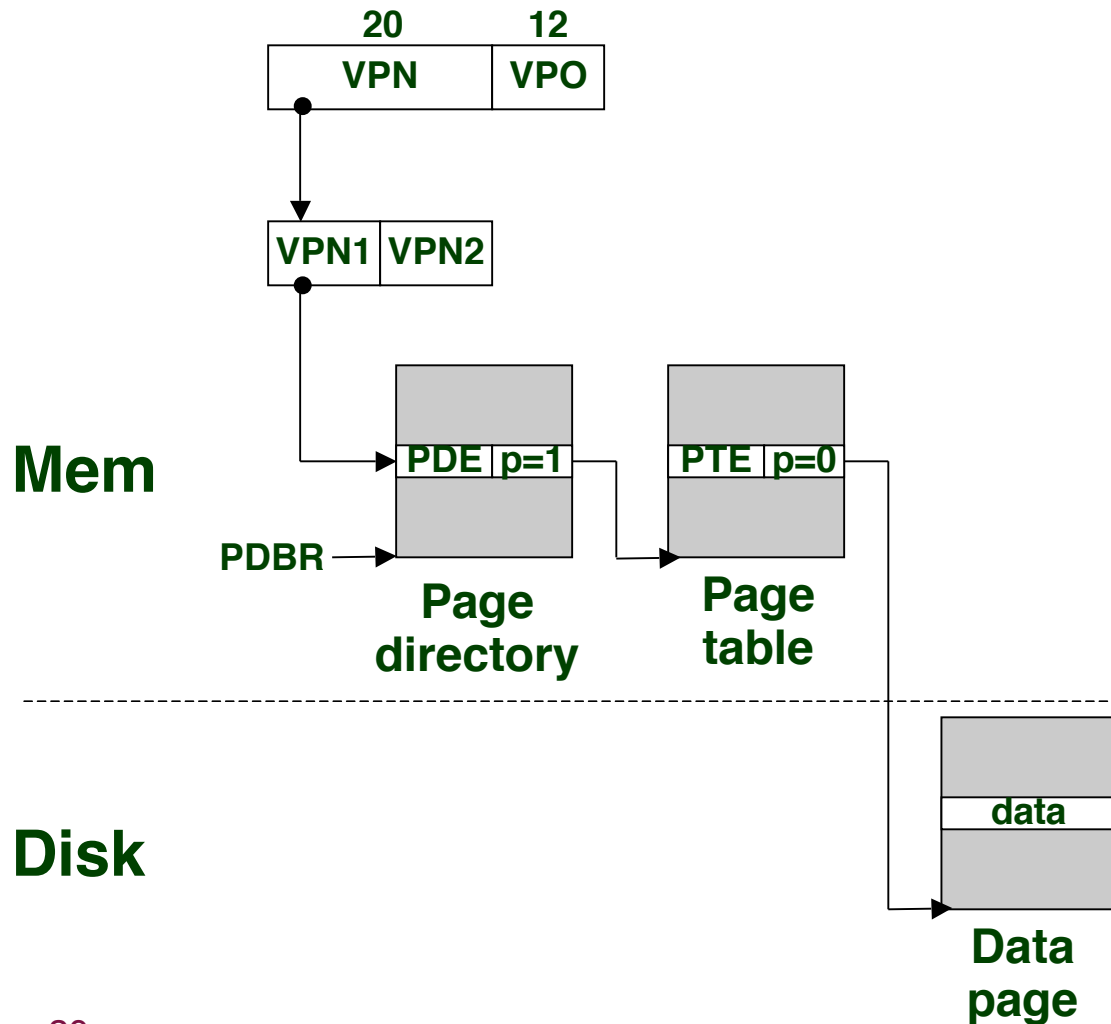 20 12
VPN VPO
VPN1 VPN2
Mem
PDE p=1 PTE p=0
PDBR
Page
directory
Page
table
Disk
data
Data
page